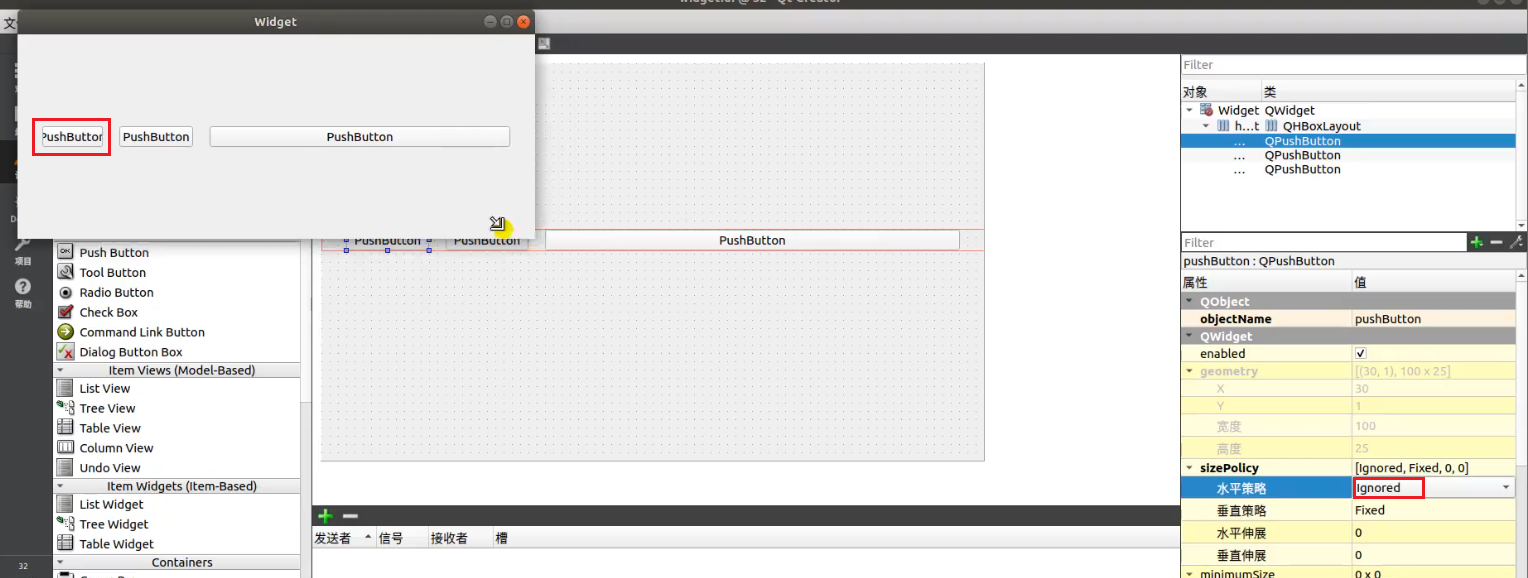 Widget
文
PushButton
PushButton
PushButton
PushButton
PushButton
PushButton
项目
帮助
32
Push Button
Tool Button
Radio Button
Check Box
Command Link Button
Dialog Button Box
Item Views (Model-Based)
List View
Tree View
Table View
Column View
Undo View
Item Widgets (Item-Based)
List Widget
Tree Widget
Table Widget
Containers
发送者 信号 接收者 槽
Filter
对象 类
Widget QWidget
h...t QHBoxLayout
... QPushButton
... QPushButton
... QPushButton
Filter
pushButton : QPushButton
属性 值
QObject
objectName pushButton
QWidget
enabled
geometry [(30, 1), 100 x 25]
X 30
Y 1
宽度 100
高度 25
sizePolicy [Ignored, Fixed, 0, 0]
水平策略 Ignored
垂直策略 Fixed
水平伸展 0
垂直伸展 0
minimumSize 0 x 0